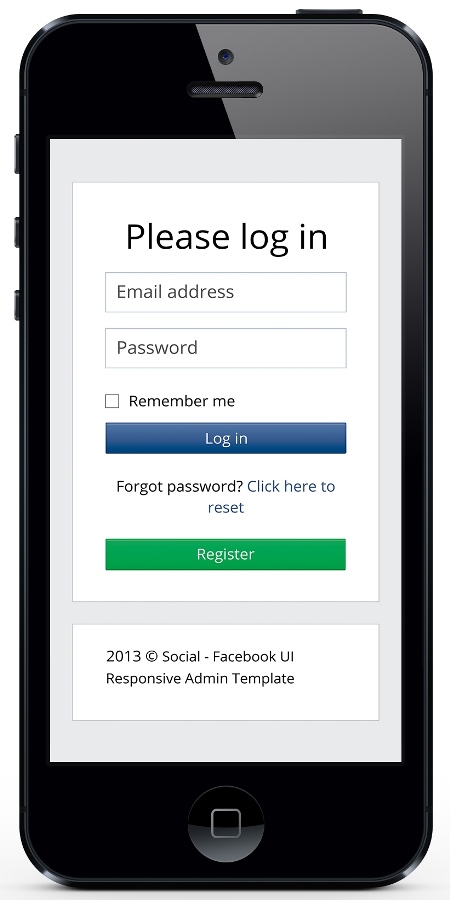 Please log in
Email address
Password
Remember me
Log in
Forgot password? Click here to
reset
Register
2013 © Social - Facebook UI
Responsive Admin Template